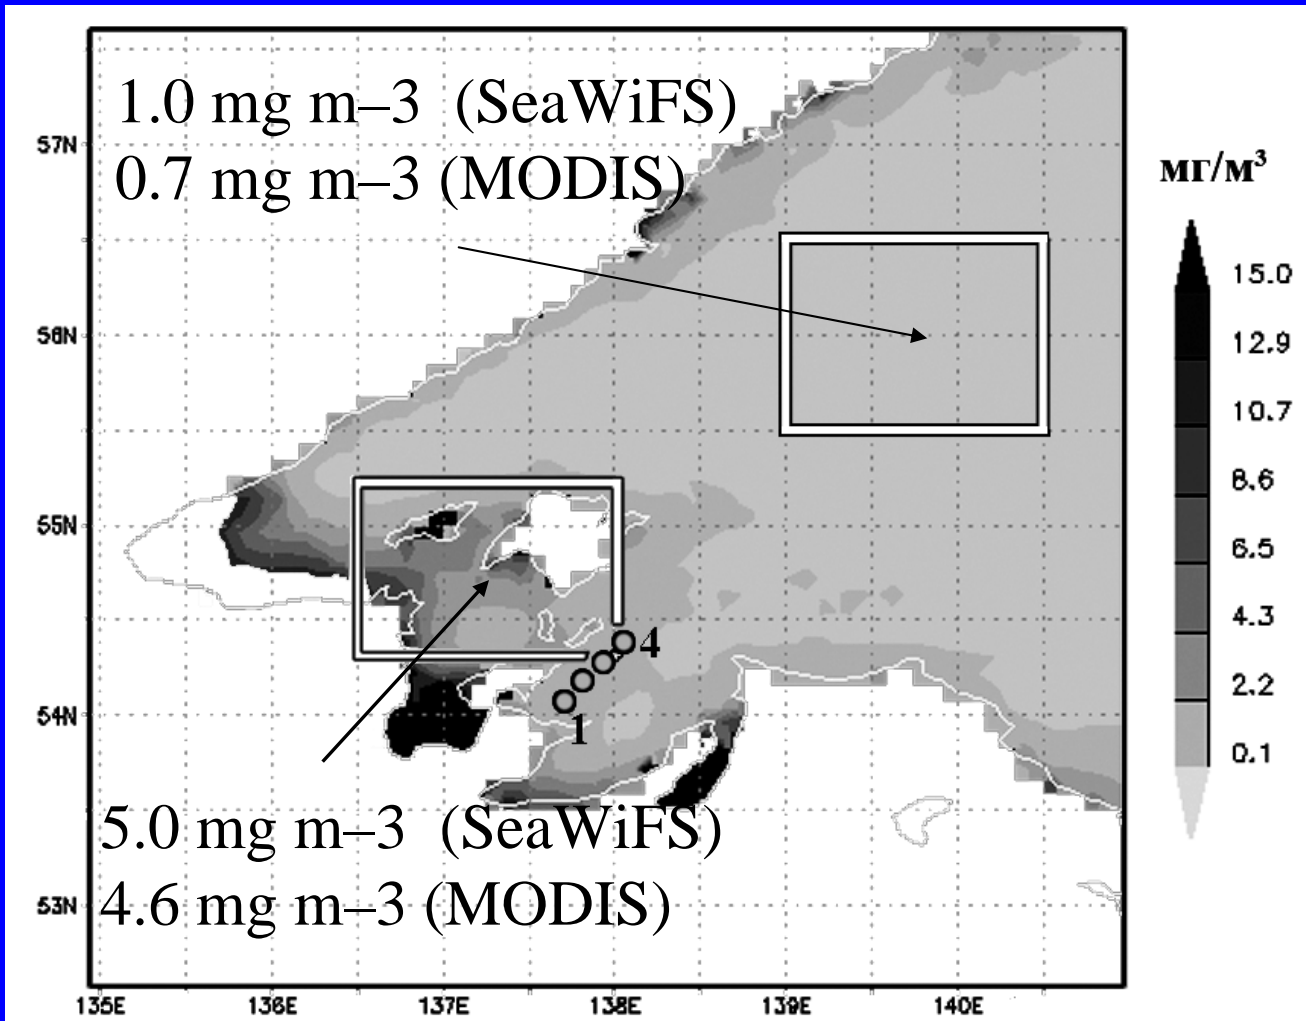 1.0 mg m–3 (SeaWiFS)
0.7 mg m–3 (MODIS)
57N
56N
55N
54N
53N
4
1
5.0 mg m–3 (SeaWiFS)
4.6 mg m–3 (MODIS)
135E 136E 137E 138E 139E 140E
мг/м³
15.0
12.9
10.7
8.6
6.5
4.3
2.2
0.1